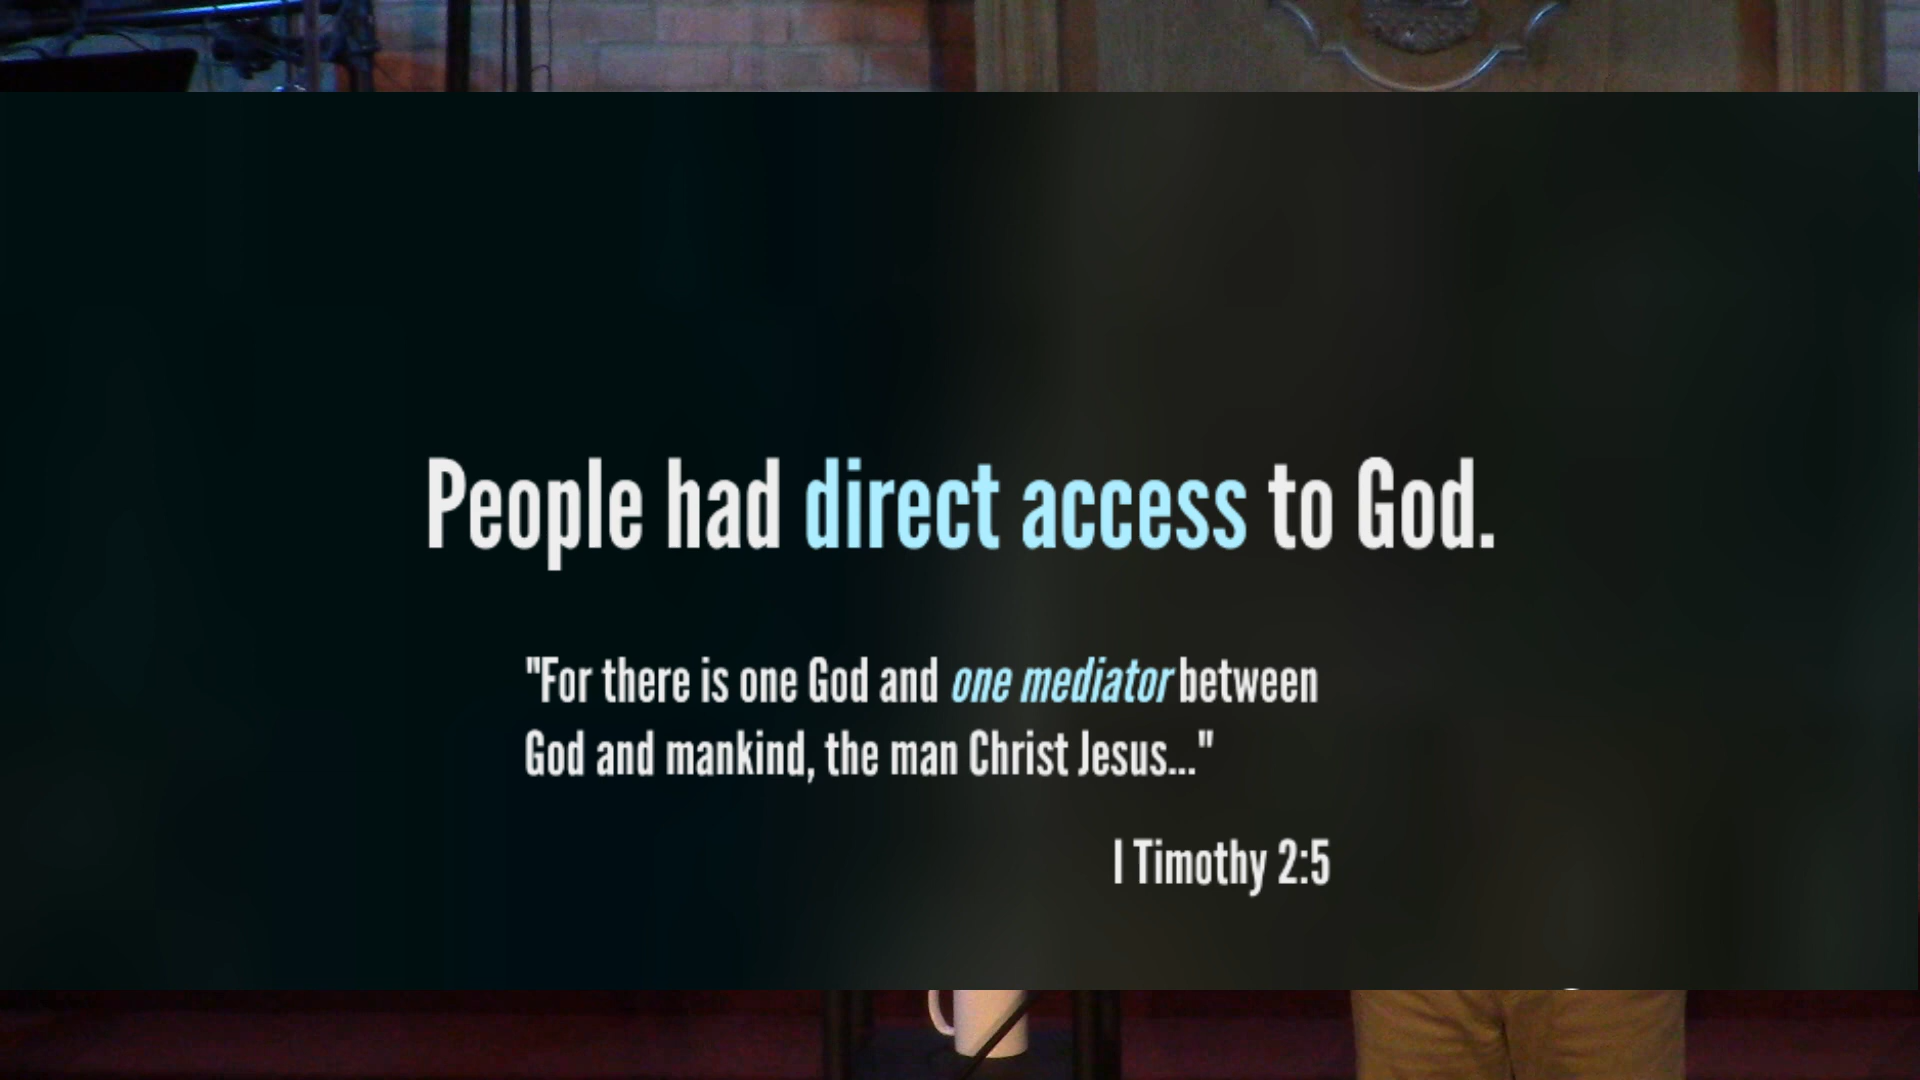 People had direct access to God.
"For there is one God and one mediator between
God and mankind, the man Christ Jesus..."
I Timothy 2:5